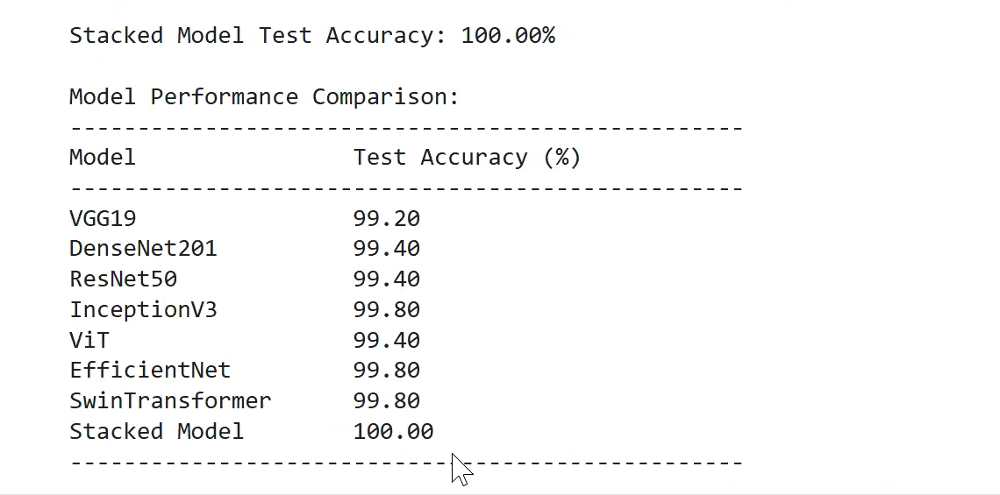 Stacked Model Test Accuracy: 100.00%
Model Performance Comparison:
--------------------------------------------------
Model Test Accuracy (%)
--------------------------------------------------
VGG19 99.20
DenseNet201 99.40
ResNet50 99.40
InceptionV3 99.80
ViT 99.40
EfficientNet 99.80
SwinTransformer 99.80
Stacked Model 100.00
--------------------------------------------------